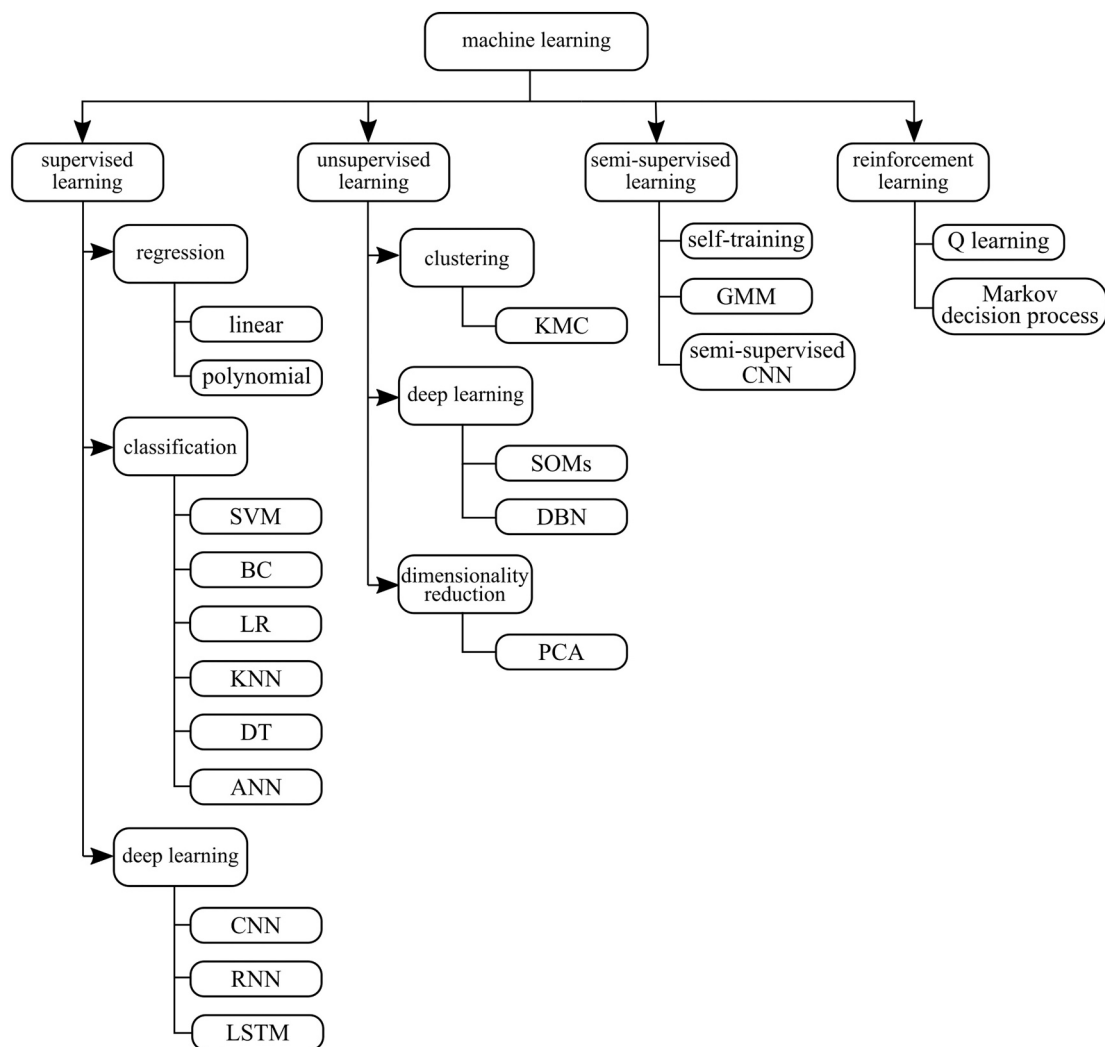 machine learning
supervised
learning
unsupervised
learning
semi-supervised
learning
reinforcement
learning
regression
linear
polynomial
classification
SVM
BC
LR
KNN
DT
ANN
deep learning
CNN
RNN
LSTM
clustering
KMC
deep learning
SOMs
DBN
dimensionality
reduction
PCA
self-training
GMM
semi-supervised
CNN
Q learning
Markov
decision process